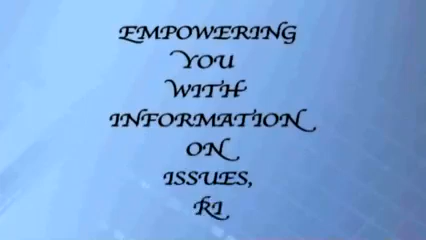 EMPOWERING
YOU
WITH
INFORMATION
ON
ISSUES,
RI